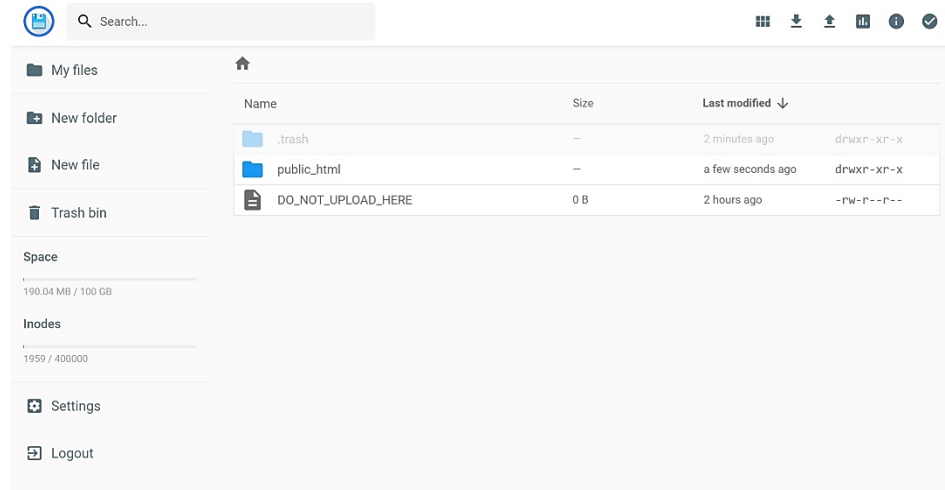 Search...
My files
New folder
New file
Trash bin
Space
190.04 MB / 100 GB
Inodes
1959 / 400000
Settings
Logout
Name Size Last modified
.trash — 2 minutes ago drwxr-xr-x
public_html — a few seconds ago drwxr-xr-x
DO_NOT_UPLOAD_HERE 0 B 2 hours ago -rw-r--r--